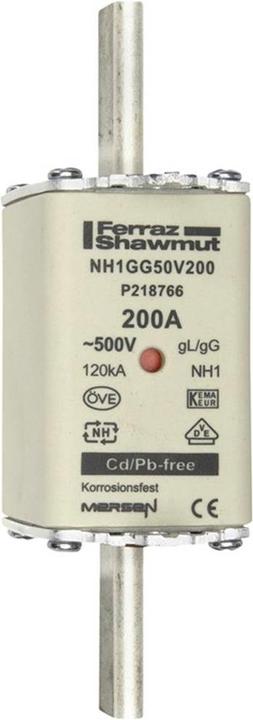 Ferraz
Shawmut
NH1GG50V200
P218766
200A
~500V gL/gG
120kA NH1
ÖVE KEMA
KEUR
NH VDE
Cd/Pb-free
Korrosionsfest
MERSEN CE